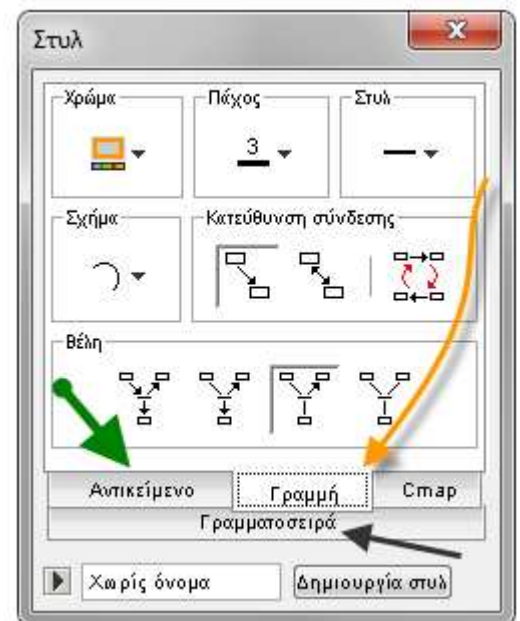 Στυλ
Χρώμα Πάχος Στυλ
3
Σχήμα Κατεύθυνση σύνδεσης
Βέλη
Αντικείμενο Γραμμή Cmap
Γραμματοσειρά
Χωρίς όνομα Δημιουργία στυλ